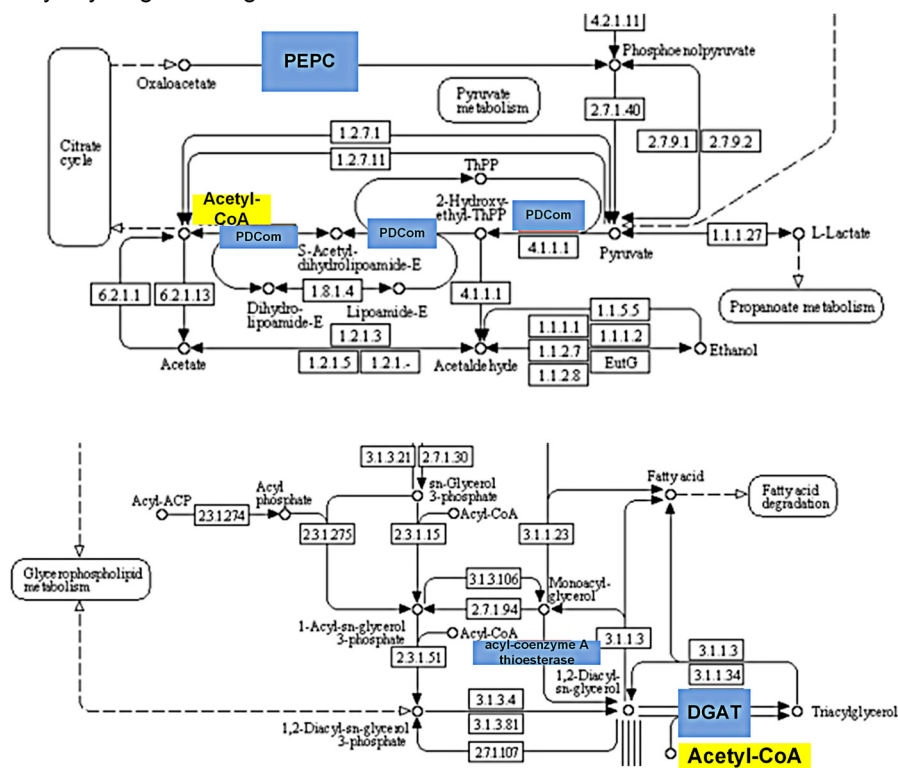 4.2.1.11
PEPC
Phosphoenolpyruvate
Oxaloacetate
Pyruvate
metabolism
2.7.1.40
Citrate
cycle
1.2.7.1
2.7.9.1
2.7.9.2
1.2.7.11
ThPP
Acetyl-
CoA
2-Hydroxy-
ethyl-ThPP
PDCom
PDCom
PDCom
S-Acetyl-
dihydrolipoamide-E
4.1.1.1
Pyruvate
1.1.1.27
L-Lactate
6.2.1.1
6.2.1.13
1.8.1.4
4.1.1.1
Dihydro-
lipoamide-E
Lipoamide-E
1.1.5.5
Propanoate metabolism
1.2.1.3
1.1.1.1
1.1.1.2
Acetate
1.2.1.5
1.2.1.-
Acetaldehyde
1.1.2.7
EutG
Ethanol
1.1.2.8
3.1.3.21
2.7.1.30
sn-Glycerol
3-phosphate
Fatty acid
Fatty acid
degradation
Acyl-ACP
2.3.1.274
Acyl
phosphate
Acyl-CoA
2.3.1.275
2.3.1.15
3.1.1.23
Glycerophospholipid
metabolism
3.1.3.106
Monoacyl-
glycerol
2.7.1.94
1-Acyl-sn-glycerol
3-phosphate
Acyl-CoA
acyl-coenzyme A
thioesterase
3.1.1.3
3.1.1.3
2.3.1.51
3.1.1.34
1,2-Diacyl-
sn-glycerol
3.1.3.4
DGAT
Triacylglycerol
3.1.3.81
1,2-Diacyl-sn-glycerol
3-phosphate
2.7.1.107
Acetyl-CoA